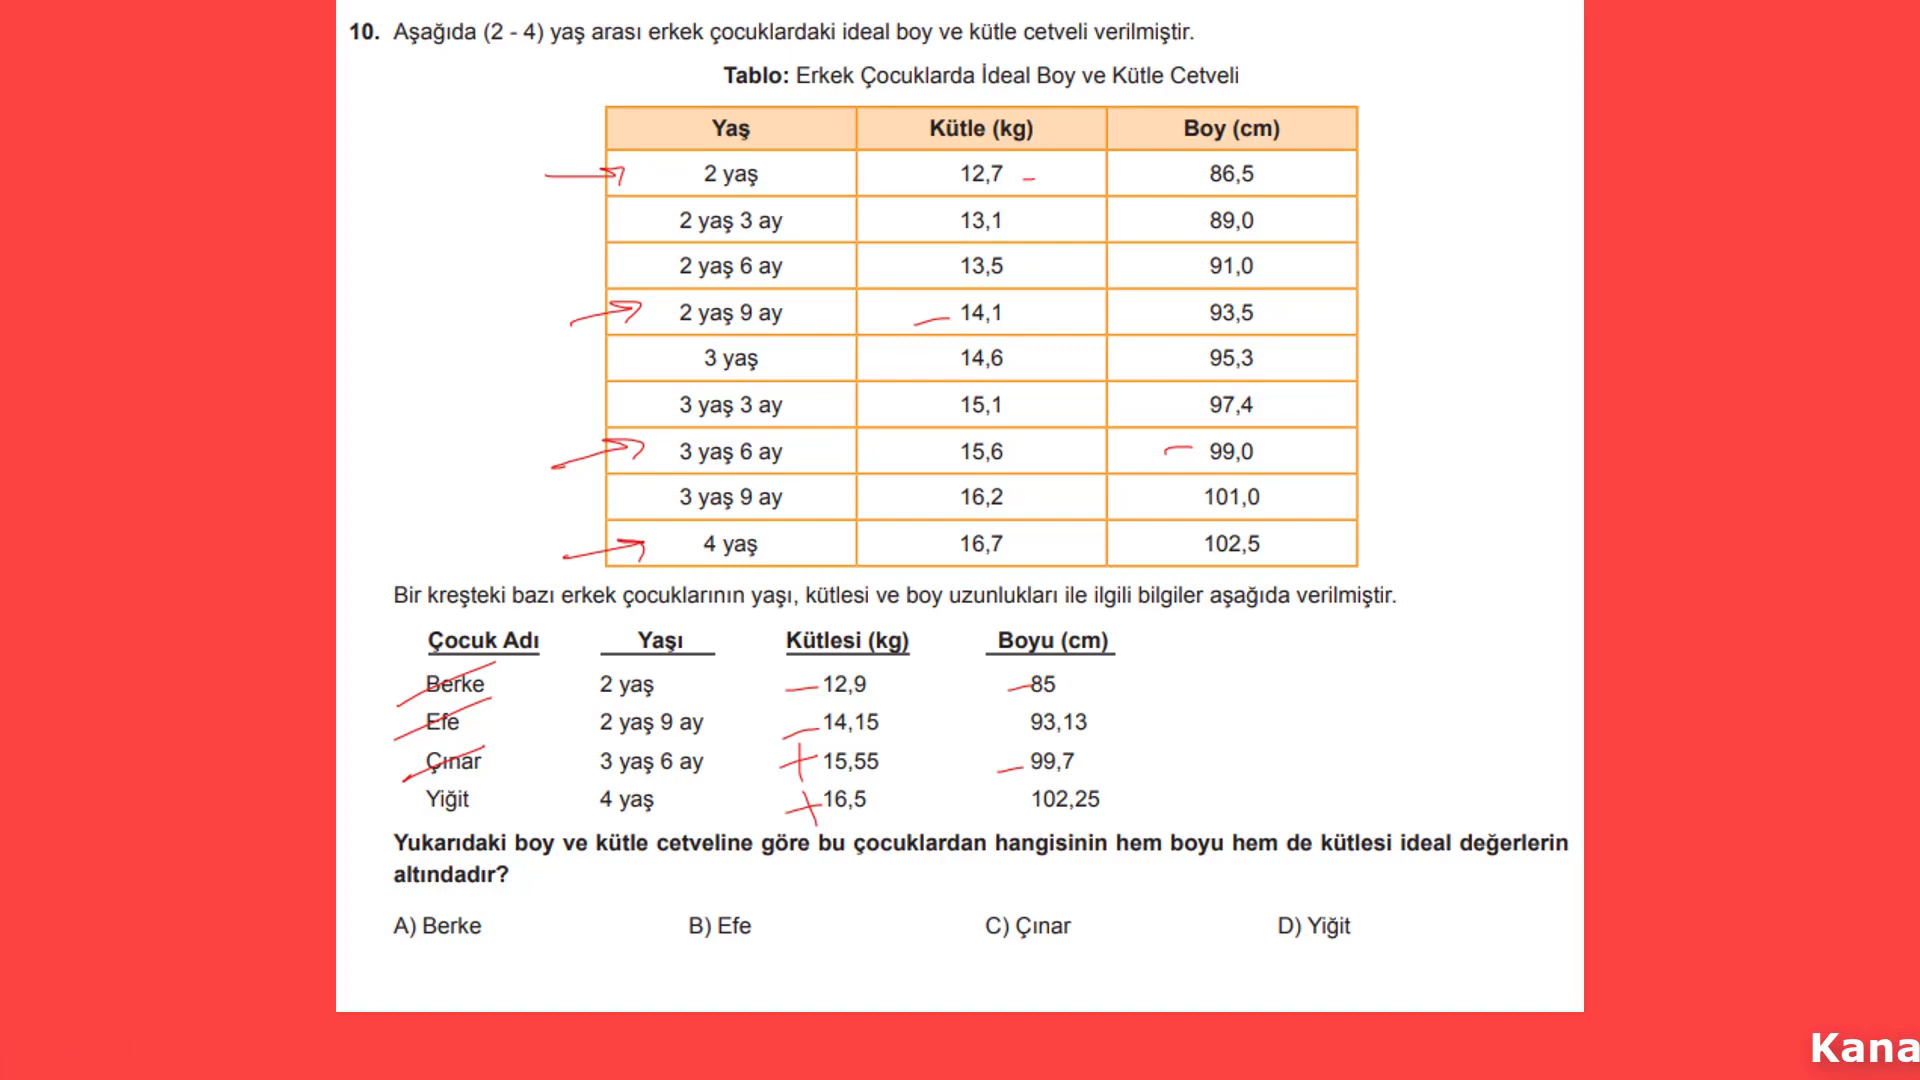 10. Aşağıda (2 - 4) yaş arası erkek çocuklardaki ideal boy ve kütle cetveli verilmiştir.
Tablo: Erkek Çocuklarda İdeal Boy ve Kütle Cetveli
Yaş Kütle (kg) Boy (cm)
2 yaş 12,7 86,5
2 yaş 3 ay 13,1 89,0
2 yaş 6 ay 13,5 91,0
2 yaş 9 ay 14,1 93,5
3 yaş 14,6 95,3
3 yaş 3 ay 15,1 97,4
3 yaş 6 ay 15,6 99,0
3 yaş 9 ay 16,2 101,0
4 yaş 16,7 102,5
Bir kreşteki bazı erkek çocuklarının yaşı, kütlesi ve boy uzunlukları ile ilgili bilgiler aşağıda verilmiştir.
Çocuk Adı Yaşı Kütlesi (kg) Boyu (cm)
Berke 2 yaş 12,9 85
Efe 2 yaş 9 ay 14,15 93,13
Çınar 3 yaş 6 ay 15,55 99,7
Yiğit 4 yaş 16,5 102,25
Yukarıdaki boy ve kütle cetveline göre bu çocuklardan hangisinin hem boyu hem de kütlesi ideal değerlerin
altındadır?
A) Berke B) Efe C) Çınar D) Yiğit
Kana